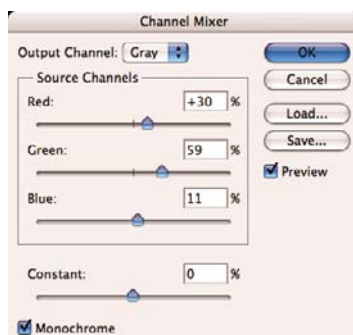 Channel Mixer
Output Channel: Gray
OK
Source Channels
Cancel
Red: +30 %
Load...
Save...
Green: 59 %
Preview
Blue: 11 %
Constant: 0 %
Monochrome